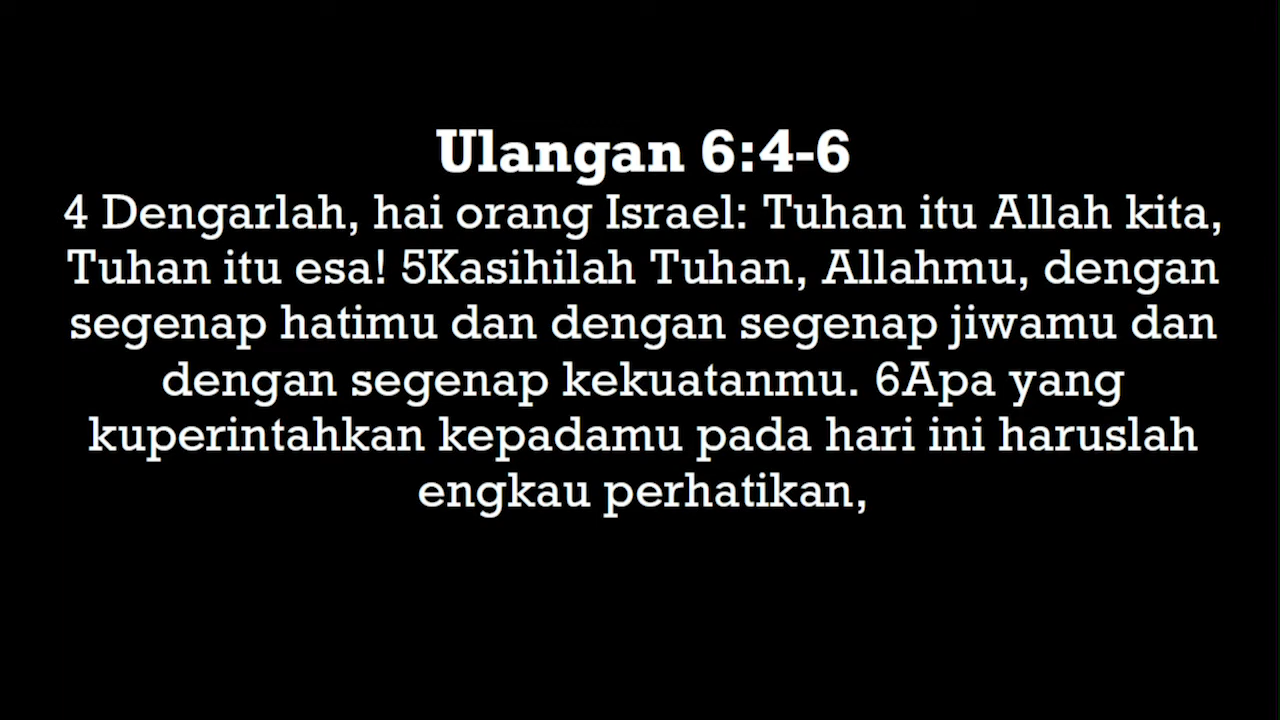 Ulangan 6:4-6
4 Dengarlah, hai orang Israel: Tuhan itu Allah kita,
Tuhan itu esa! 5Kasihilah Tuhan, Allahmu, dengan
segenap hatimu dan dengan segenap jiwamu dan
dengan segenap kekuatanmu. 6Apa yang
kuperintahkan kepadamu pada hari ini haruslah
engkau perhatikan,